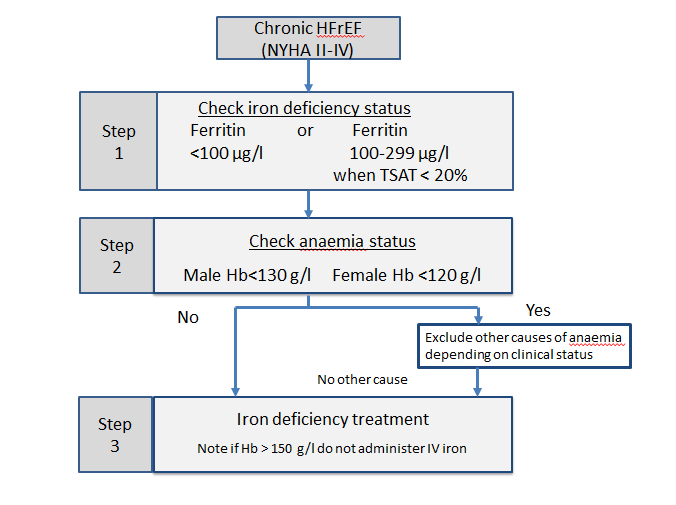 Chronic HFrEF
(NYHA II-IV)
Step
1
Check iron deficiency status
Ferritin or Ferritin
<100 µg/l 100-299 µg/l
when TSAT < 20%
Step
2
Check anaemia status
Male Hb<130 g/l Female Hb <120 g/l
No
Yes
Exclude other causes of anaemia
depending on clinical status
No other cause
Step
3
Iron deficiency treatment
Note if Hb > 150 g/l do not administer IV iron